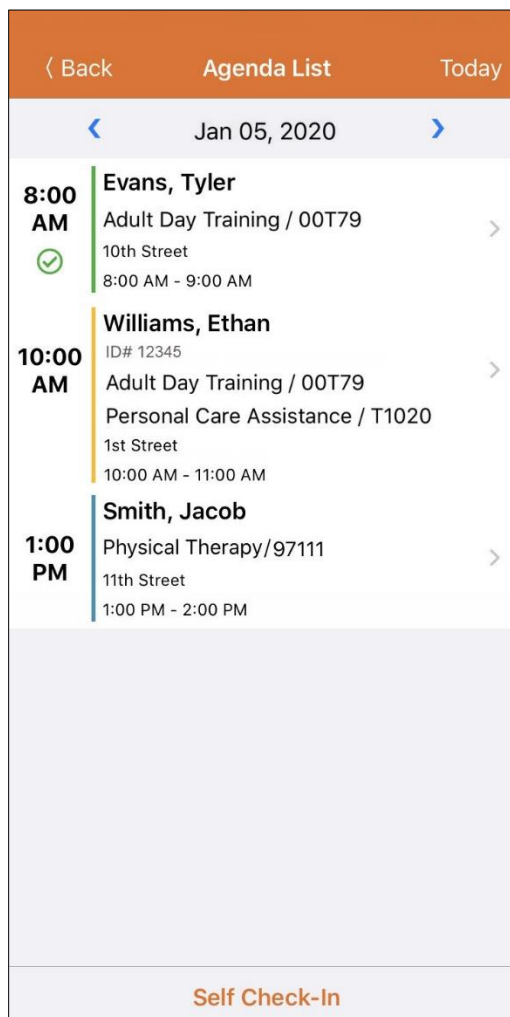 Back Agenda List Today
Jan 05, 2020
8:00
AM
Evans, Tyler
Adult Day Training / 00T79
10th Street
8:00 AM - 9:00 AM
10:00
AM
Williams, Ethan
ID# 12345
Adult Day Training / 00T79
Personal Care Assistance / T1020
1st Street
10:00 AM - 11:00 AM
1:00
PM
Smith, Jacob
Physical Therapy/97111
11th Street
1:00 PM - 2:00 PM
Self Check-In